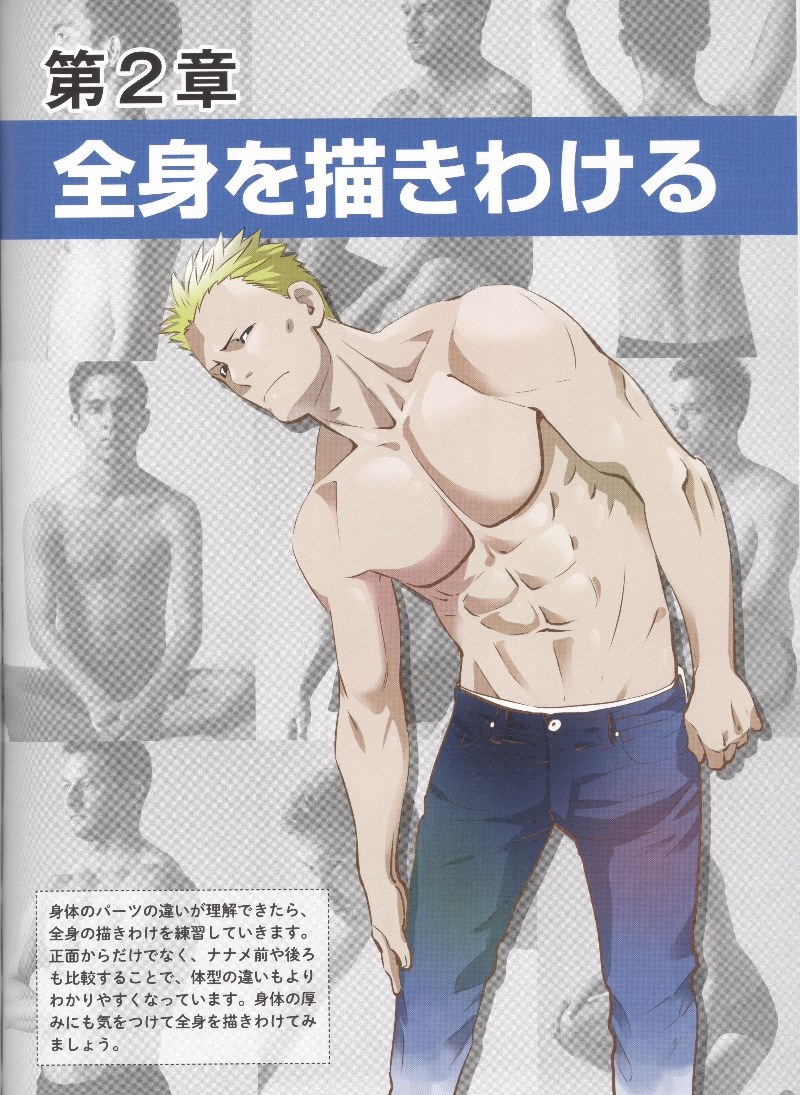 第2章
全身を描きわける
身体のパーツの違いが理解できたら、
全身の描きわけを練習していきます。
正面からだけでなく、ナナメ前や後ろ
も比較することで、体型の違いもより
わかりやすくなっています。身体の厚
みにも気をつけて全身を描きわけてみ
ましょう。